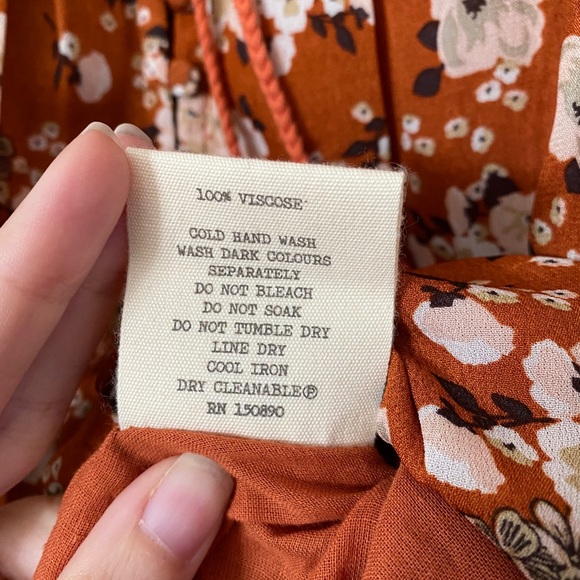 100% VISCOSE
COLD HAND WASH
WASH DARK COLOURS
SEPARATELY
DO NOT BLEACH
DO NOT SOAK
DO NOT TUMBLE DRY
LINE DRY
COOL IRON
DRY CLEANABLEⓅ
RN 150890